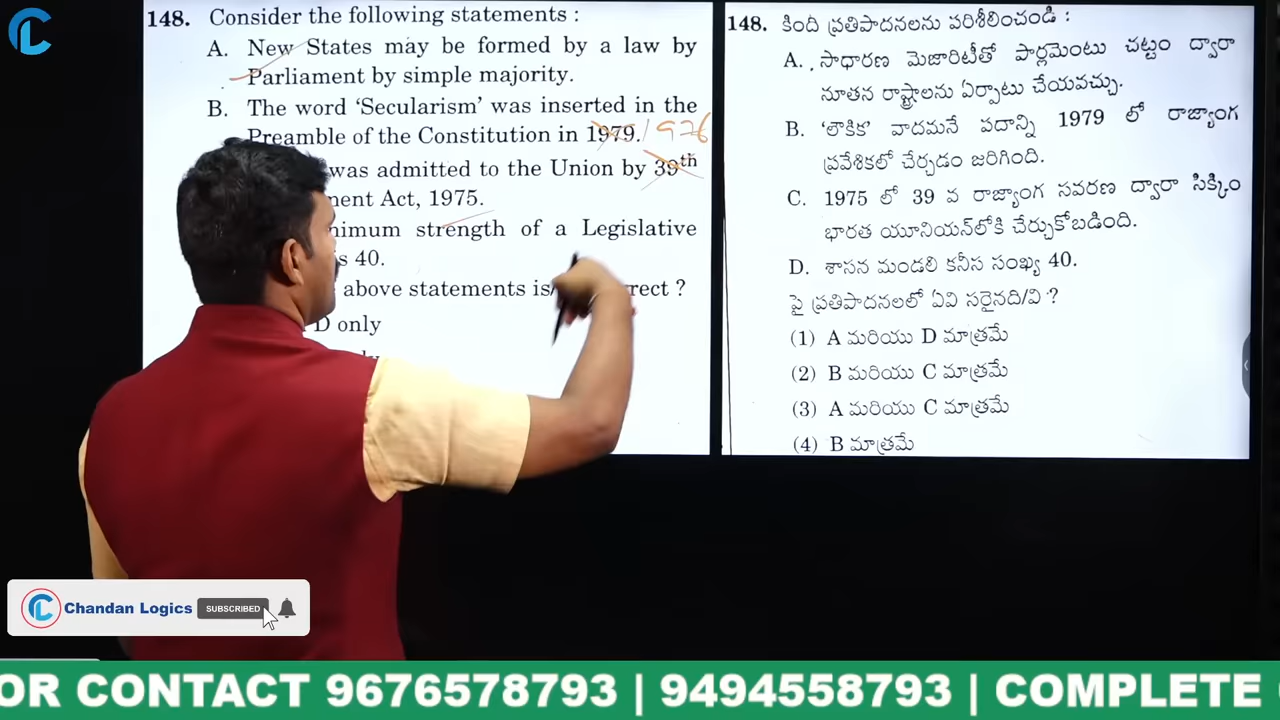 148. Consider the following statements :
A. New States may be formed by a law by
Parliament by simple majority.
B. The word ‘Secularism’ was inserted in the
Preamble of the Constitution in 1979. 1976
was admitted to the Union by 39th
ment Act, 1975.
nimum strength of a Legislative
is 40.
above statements is/ rrect ?
D only
148. కింది ప్రతిపాదనలను పరిశీలించండి :
A. సాధారణ మెజారిటీతో పార్లమెంటు చట్టం ద్వారా
నూతన రాష్ట్రాలను ఏర్పాటు చేయవచ్చు.
B. ‘లౌకిక’ వాదమనే పదాన్ని 1979 లో రాజ్యాంగ
ప్రవేశికలో చేర్చడం జరిగింది.
C. 1975 లో 39 వ రాజ్యాంగ సవరణ ద్వారా సిక్కిం
భారత యూనియన్‌లోకి చేర్చుకోబడింది.
D. శాసన మండలి కనీస సంఖ్య 40.
పై ప్రతిపాదనలలో ఏవి సరైనది/వి ?
(1) A మరియు D మాత్రమే
(2) B మరియు C మాత్రమే
(3) A మరియు C మాత్రమే
(4) B మాత్రమే
Chandan Logics SUBSCRIBED
OR CONTACT 9676578793 | 9494558793 | COMPLETE